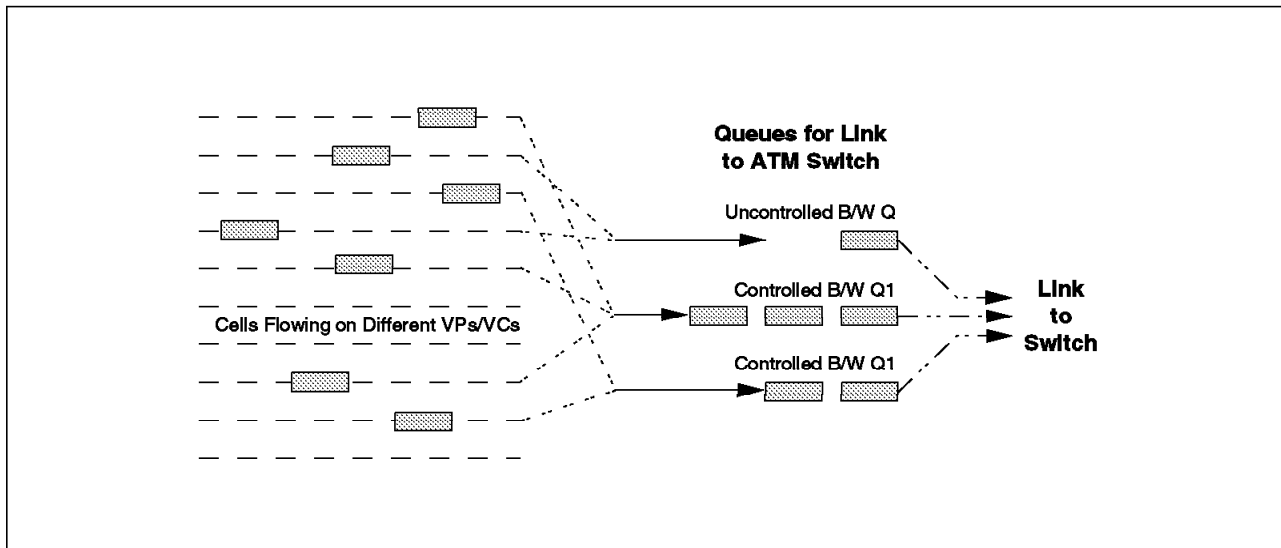 Queues for Link
to ATM Switch
Uncontrolled B/W Q
Cells Flowing on Different VPs/VCs
Controlled B/W Q1
Controlled B/W Q1
Link
to
Switch